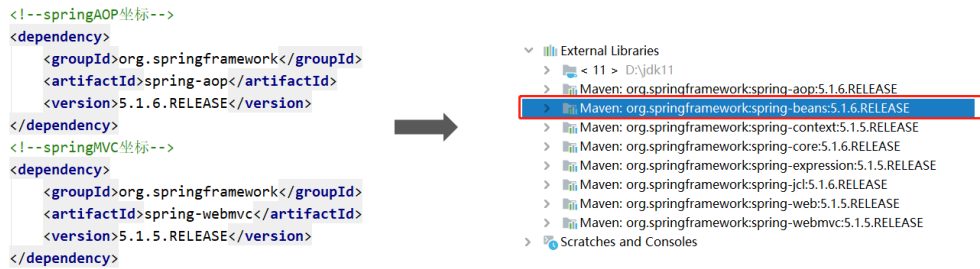 <!--springAOP坐标-->
<dependency>
<groupId>org.springframework</groupId>
<artifactId>spring-aop</artifactId>
<version>5.1.6.RELEASE</version>
</dependency>
<!--springMVC坐标-->
<dependency>
<groupId>org.springframework</groupId>
<artifactId>spring-webmvc</artifactId>
<version>5.1.5.RELEASE</version>
</dependency>
External Libraries
< 11 > D:\jdk11
Maven: org.springframework:spring-aop:5.1.6.RELEASE
Maven: org.springframework:spring-beans:5.1.6.RELEASE
Maven: org.springframework:spring-context:5.1.5.RELEASE
Maven: org.springframework:spring-core:5.1.6.RELEASE
Maven: org.springframework:spring-expression:5.1.5.RELEASE
Maven: org.springframework:spring-jcl:5.1.6.RELEASE
Maven: org.springframework:spring-web:5.1.5.RELEASE
Maven: org.springframework:spring-webmvc:5.1.5.RELEASE
Scratches and Consoles